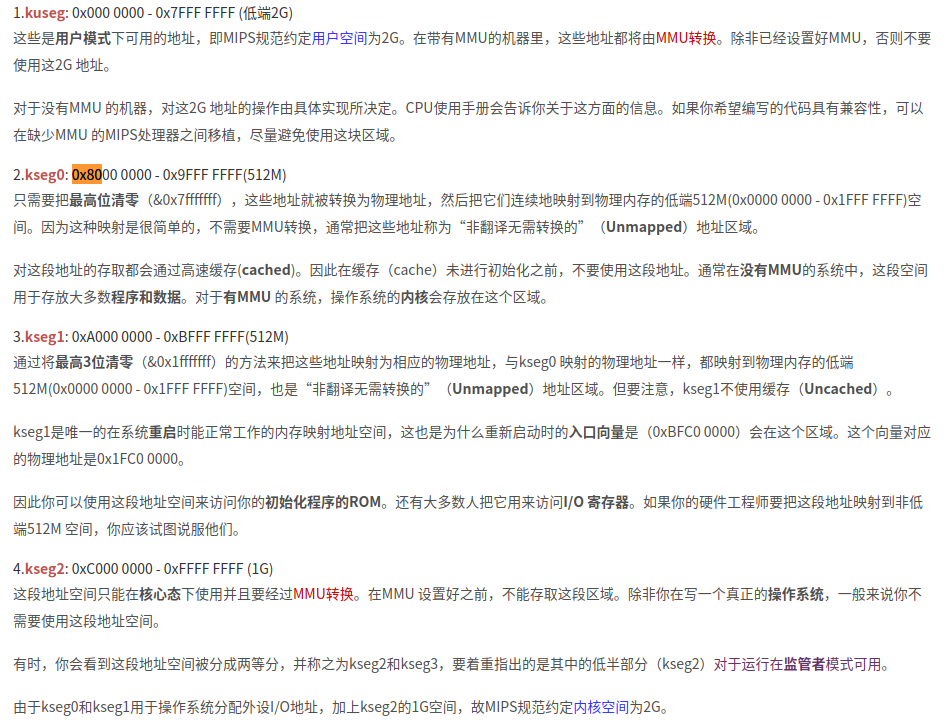 1.kuseg: 0x000 0000 - 0x7FFF FFFF (低端2G)
这些是用户模式下可用的地址，即MIPS规范约定用户空间为2G。在带有MMU的机器里，这些地址都将由MMU转换。除非已经设置好MMU，否则不要
使用这2G 地址。
对于没有MMU 的机器，对这2G 地址的操作由具体实现所决定。CPU使用手册会告诉你关于这方面的信息。如果你希望编写的代码具有兼容性，可以
在缺少MMU 的MIPS处理器之间移植，尽量避免使用这块区域。
2.kseg0: 0x8000 0000 - 0x9FFF FFFF(512M)
只需要把最高位清零（&0x7fffffff），这些地址就被转换为物理地址，然后把它们连续地映射到物理内存的低端512M(0x0000 0000 - 0x1FFF FFFF)空
间。因为这种映射是很简单的，不需要MMU转换，通常把这些地址称为“非翻译无需转换的”（Unmapped）地址区域。
对这段地址的存取都会通过高速缓存(cached)。因此在缓存（cache）未进行初始化之前，不要使用这段地址。通常在没有MMU的系统中，这段空间
用于存放大多数程序和数据。对于有MMU 的系统，操作系统的内核会存放在这个区域。
3.kseg1: 0xA000 0000 - 0xBFFF FFFF(512M)
通过将最高3位清零（&0x1fffffff）的方法来把这些地址映射为相应的物理地址，与kseg0 映射的物理地址一样，都映射到物理内存的低端
512M(0x0000 0000 - 0x1FFF FFFF)空间，也是“非翻译无需转换的”（Unmapped）地址区域。但要注意，kseg1不使用缓存（Uncached）。
kseg1是唯一的在系统重启时能正常工作的内存映射地址空间，这也是为什么重新启动时的入口向量是（0xBFC0 0000）会在这个区域。这个向量对应
的物理地址是0x1FC0 0000。
因此你可以使用这段地址空间来访问你的初始化程序的ROM。还有大多数人把它用来访问I/O 寄存器。如果你的硬件工程师要把这段地址映射到非低
端512M 空间，你应该试图说服他们。
4.kseg2: 0xC000 0000 - 0xFFFF FFFF (1G)
这段地址空间只能在核心态下使用并且要经过MMU转换。在MMU 设置好之前，不能存取这段区域。除非你在写一个真正的操作系统，一般来说你不
需要使用这段地址空间。
有时，你会看到这段地址空间被分成两等分，并称之为kseg2和kseg3，要着重指出的是其中的低半部分（kseg2）对于运行在监管者模式可用。
由于kseg0和kseg1用于操作系统分配外设I/O地址，加上kseg2的1G空间，故MIPS规范约定内核空间为2G。